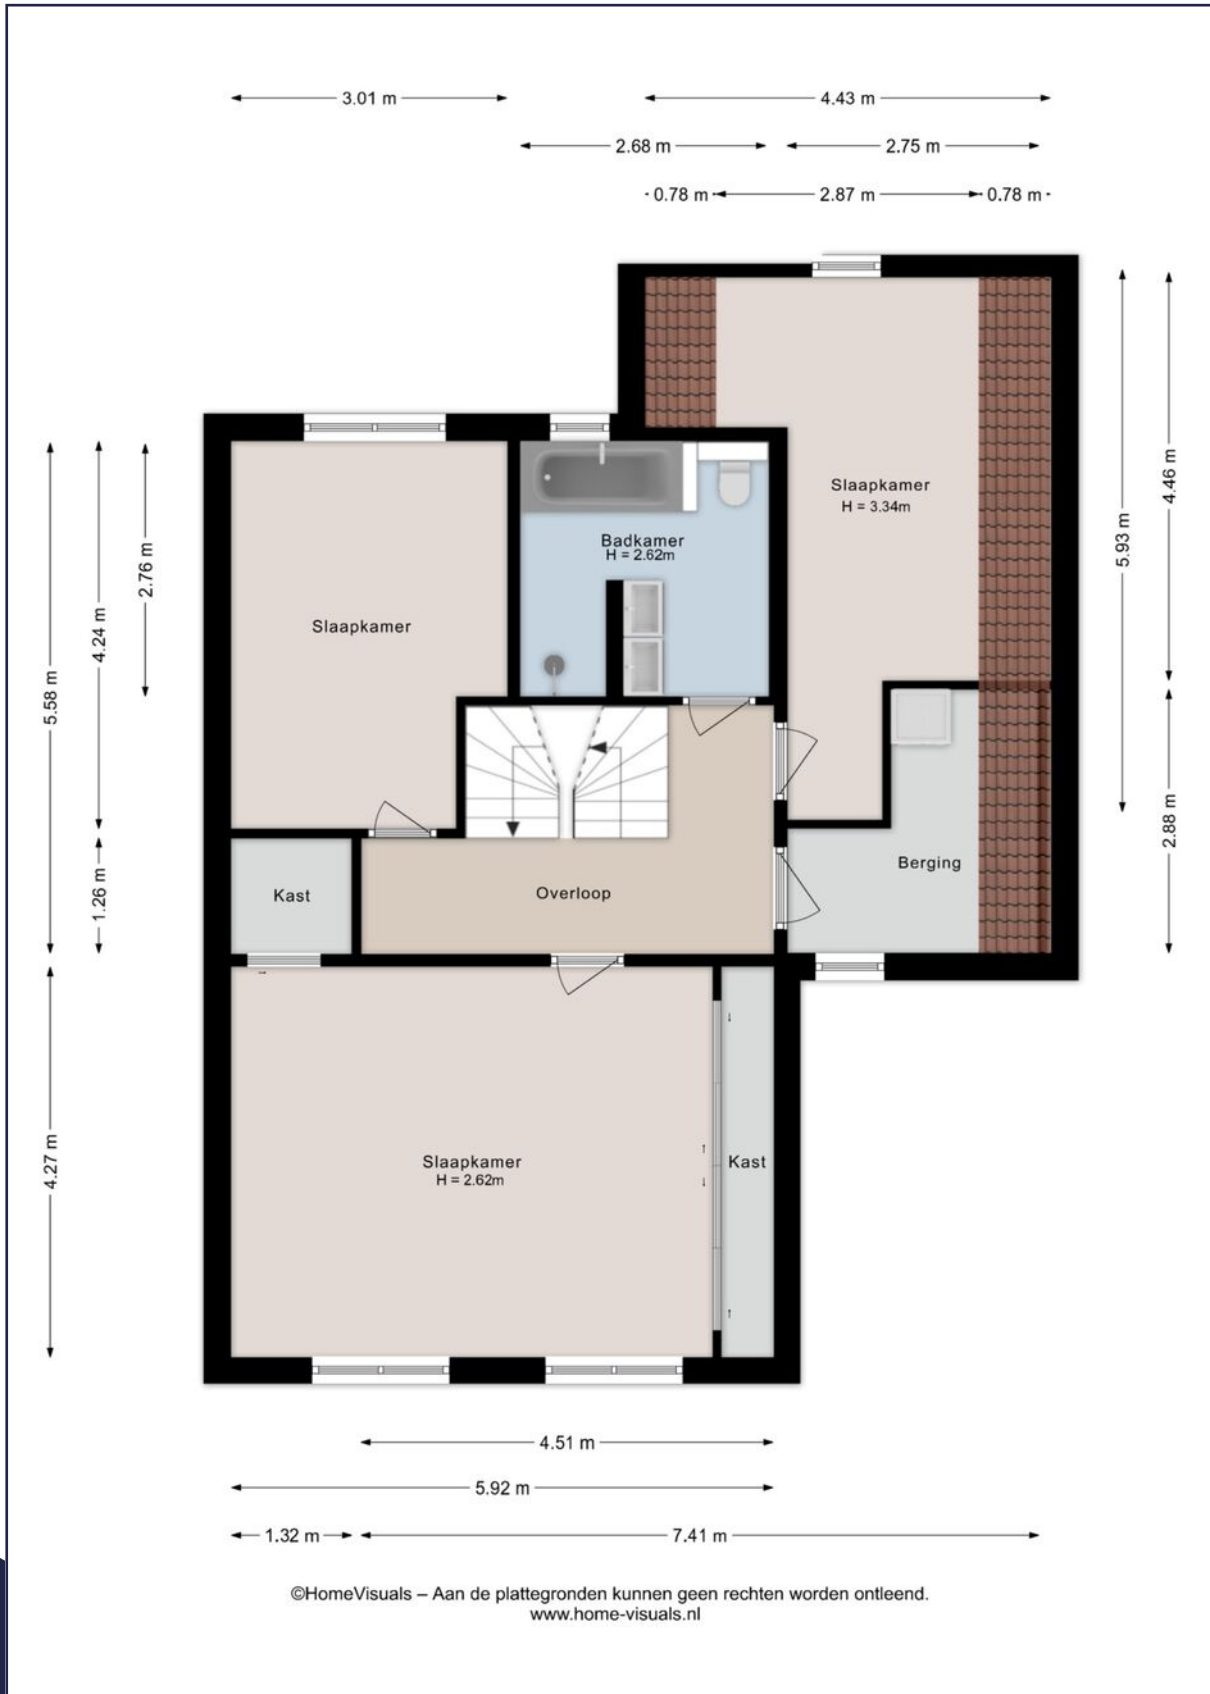 3.01 m
4.43 m
2.68 m
2.75 m
0.78 m
2.87 m
0.78 m
Slaapkamer
H = 3.34m
4.46 m
5.93 m
Badkamer
H = 2.62m
2.76 m
4.24 m
Slaapkamer
5.58 m
2.88 m
Berging
Kast
Overloop
1.26 m
4.27 m
Slaapkamer
H = 2.62m
Kast
4.51 m
5.92 m
1.32 m
7.41 m
©HomeVisuals – Aan de plattegronden kunnen geen rechten worden ontleend.
www.home-visuals.nl